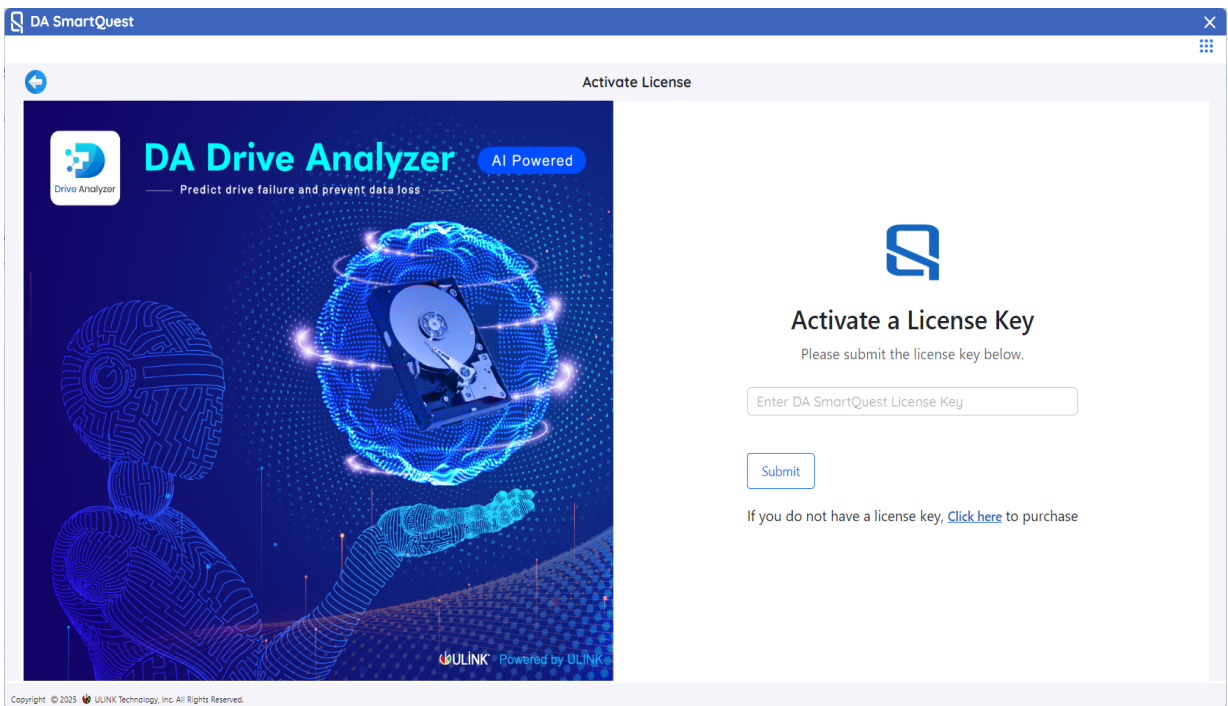 DA SmartQuest
Activate License
DA Drive Analyzer
AI Powered
Drive Analyzer
Predict drive failure and prevent data loss
Activate a License Key
Please submit the license key below.
Enter DA SmartQuest License Key
Submit
If you do not have a license key, Click here to purchase
ULINK Powered by ULINK
Copyright © 2025 ULINK Technology, Inc. All Rights Reserved.